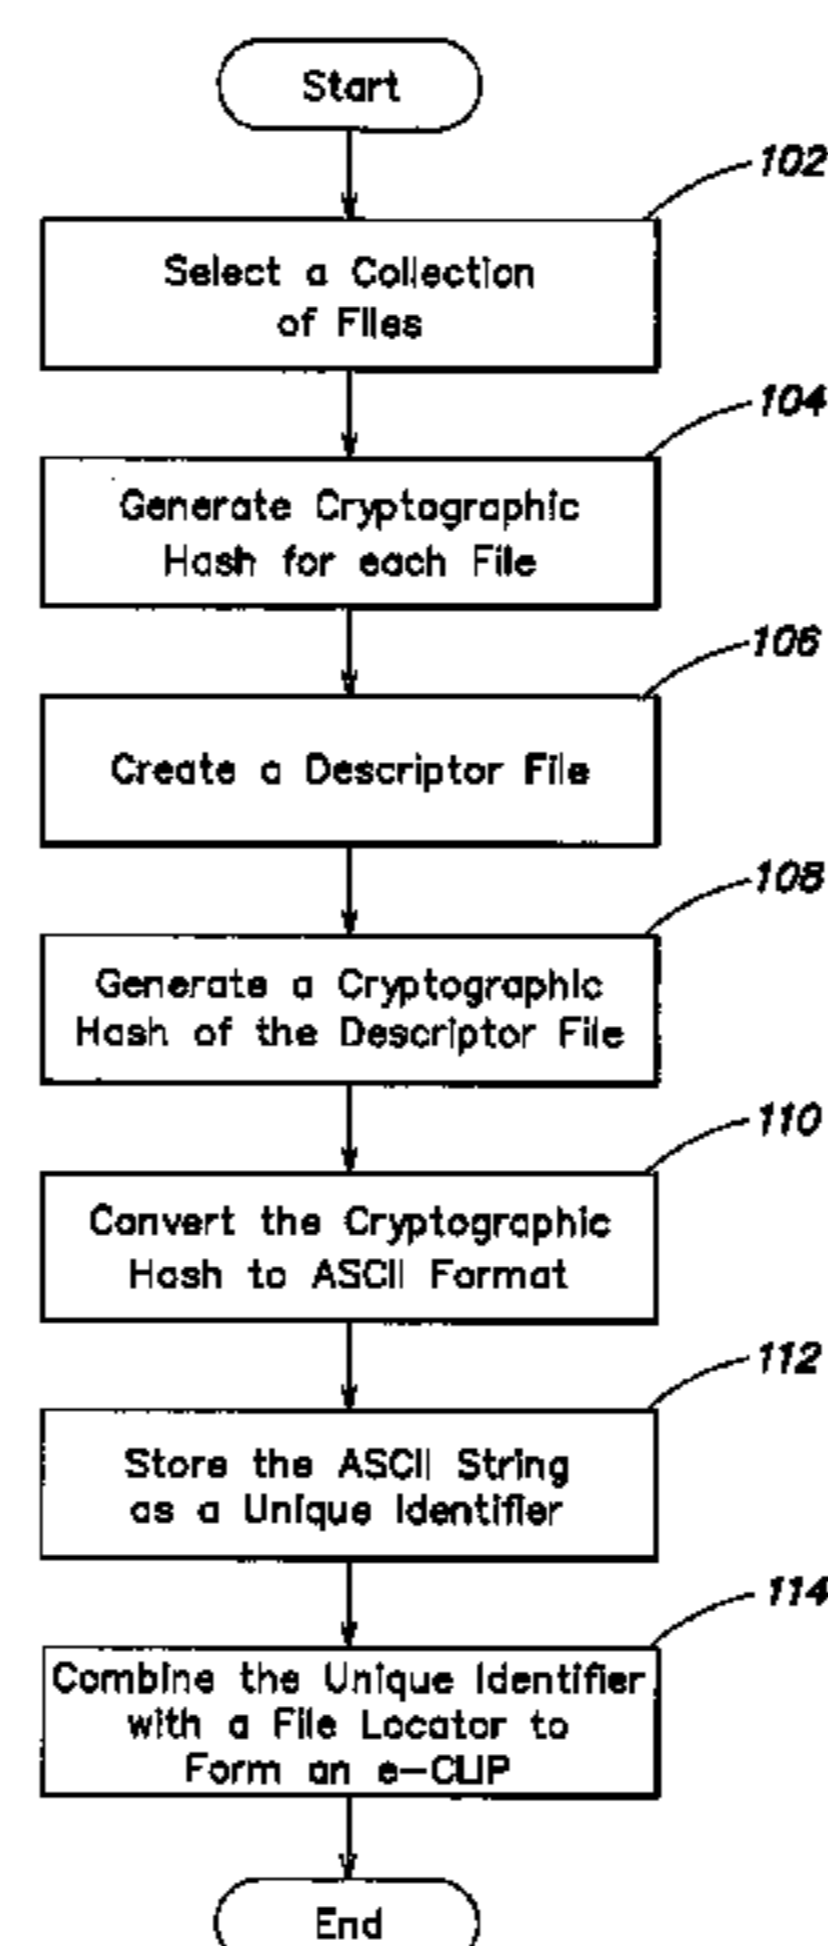 Start
102
Select a Collection
of Files
104
Generate Cryptographic
Hash for each File
106
Create a Descriptor File
108
Generate a Cryptographic
Hash of the Descriptor File
110
Convert the Cryptographic
Hash to ASCII Format
112
Store the ASCII String
as a Unique Identifier
114
Combine the Unique Identifier
with a File Locator to
Form an e-CLIP
End